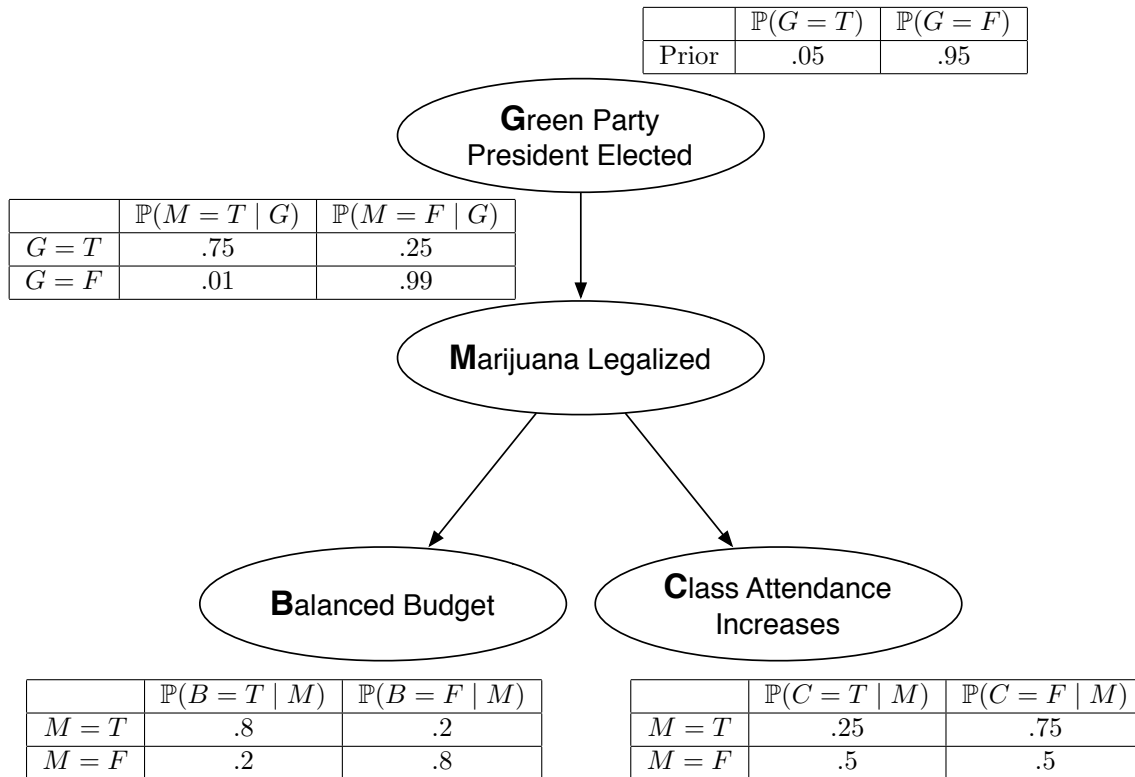 ℙ(G = T) ℙ(G = F)
Prior .05 .95
Green Party
President Elected
ℙ(M = T | G) ℙ(M = F | G)
G = T .75 .25
G = F .01 .99
Marijuana Legalized
Balanced Budget
Class Attendance
Increases
ℙ(B = T | M) ℙ(B = F | M)
M = T .8 .2
M = F .2 .8
ℙ(C = T | M) ℙ(C = F | M)
M = T .25 .75
M = F .5 .5